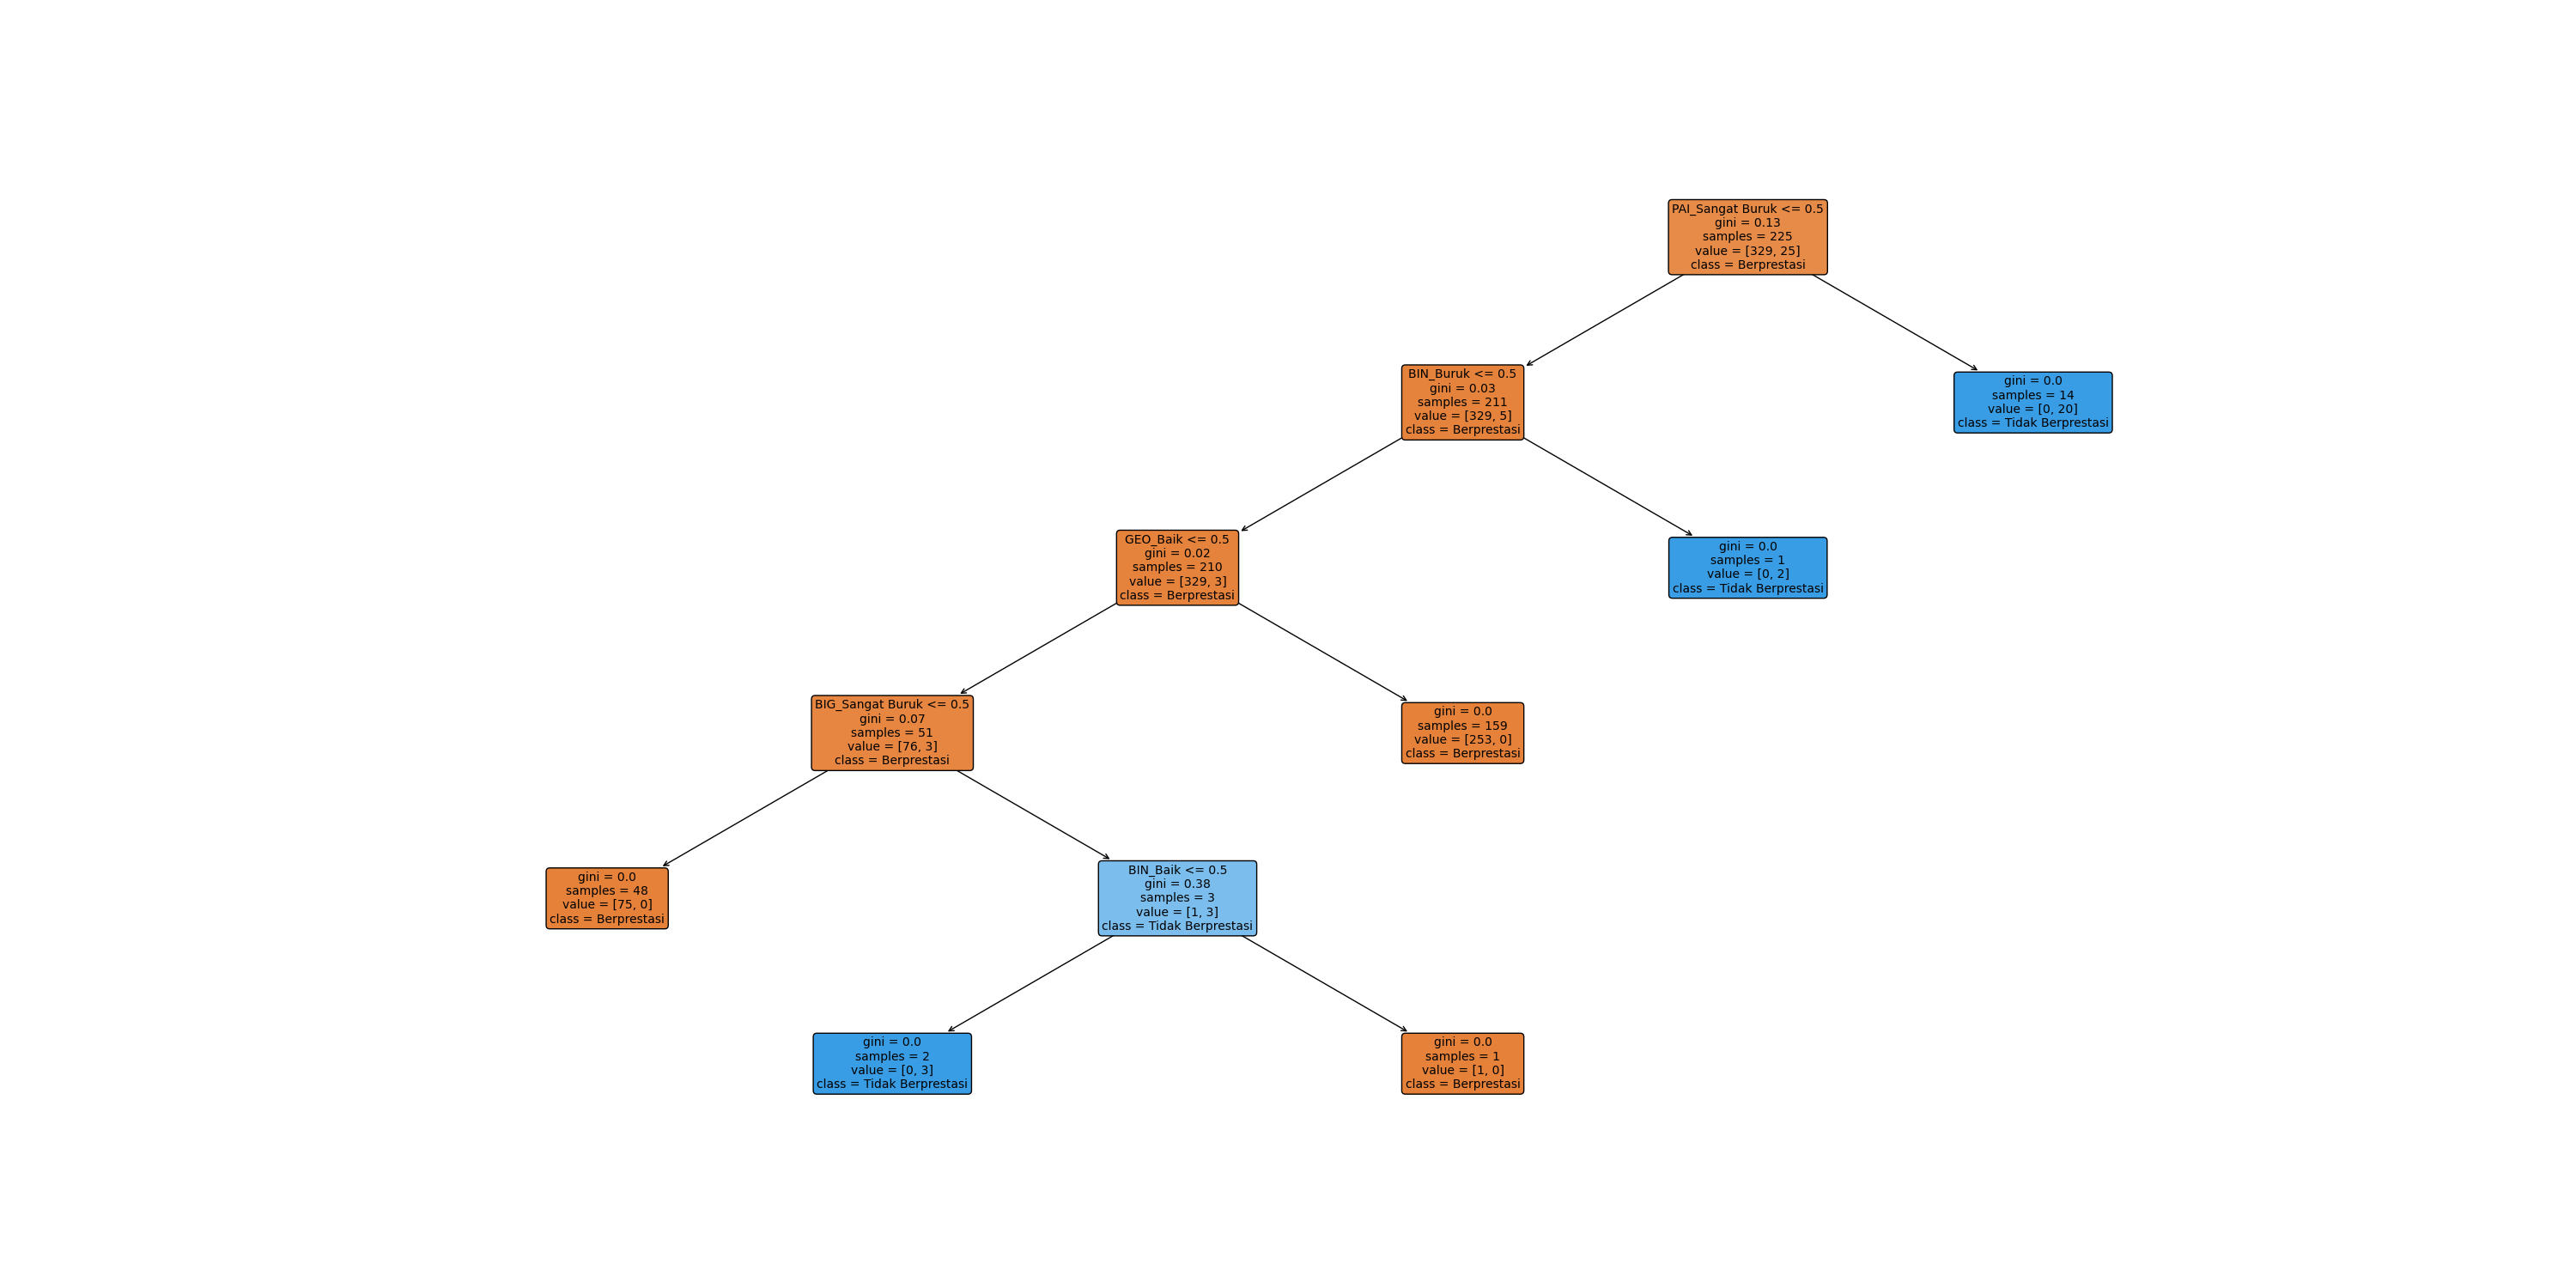 PAI_Sangat Buruk <= 0.5
gini = 0.13
samples = 225
value = [329, 25]
class = Berprestasi
BIN_Buruk <= 0.5
gini = 0.03
samples = 211
value = [329, 5]
class = Berprestasi
gini = 0.0
samples = 14
value = [0, 20]
class = Tidak Berprestasi
GEO_Baik <= 0.5
gini = 0.02
samples = 210
value = [329, 3]
class = Berprestasi
gini = 0.0
samples = 1
value = [0, 2]
class = Tidak Berprestasi
BIG_Sangat Buruk <= 0.5
gini = 0.07
samples = 51
value = [76, 3]
class = Berprestasi
gini = 0.0
samples = 159
value = [253, 0]
class = Berprestasi
gini = 0.0
samples = 48
value = [75, 0]
class = Berprestasi
BIN_Baik <= 0.5
gini = 0.38
samples = 3
value = [1, 3]
class = Tidak Berprestasi
gini = 0.0
samples = 2
value = [0, 3]
class = Tidak Berprestasi
gini = 0.0
samples = 1
value = [1, 0]
class = Berprestasi